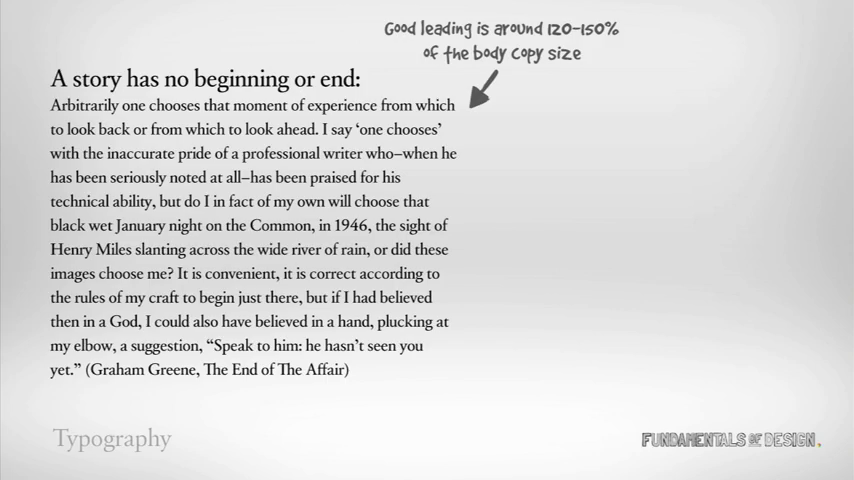 Good leading is around 120-150%
of the body copy size
A story has no beginning or end:
Arbitrarily one chooses that moment of experience from which
to look back or from which to look ahead. I say ‘one chooses’
with the inaccurate pride of a professional writer who–when he
has been seriously noted at all–has been praised for his
technical ability, but do I in fact of my own will choose that
black wet January night on the Common, in 1946, the sight of
Henry Miles slanting across the wide river of rain, or did these
images choose me? It is convenient, it is correct according to
the rules of my craft to begin just there, but if I had believed
then in a God, I could also have believed in a hand, plucking at
my elbow, a suggestion, “Speak to him: he hasn’t seen you
yet.” (Graham Greene, The End of The Affair)
Typography
FUNDAMENTALS OF DESIGN.